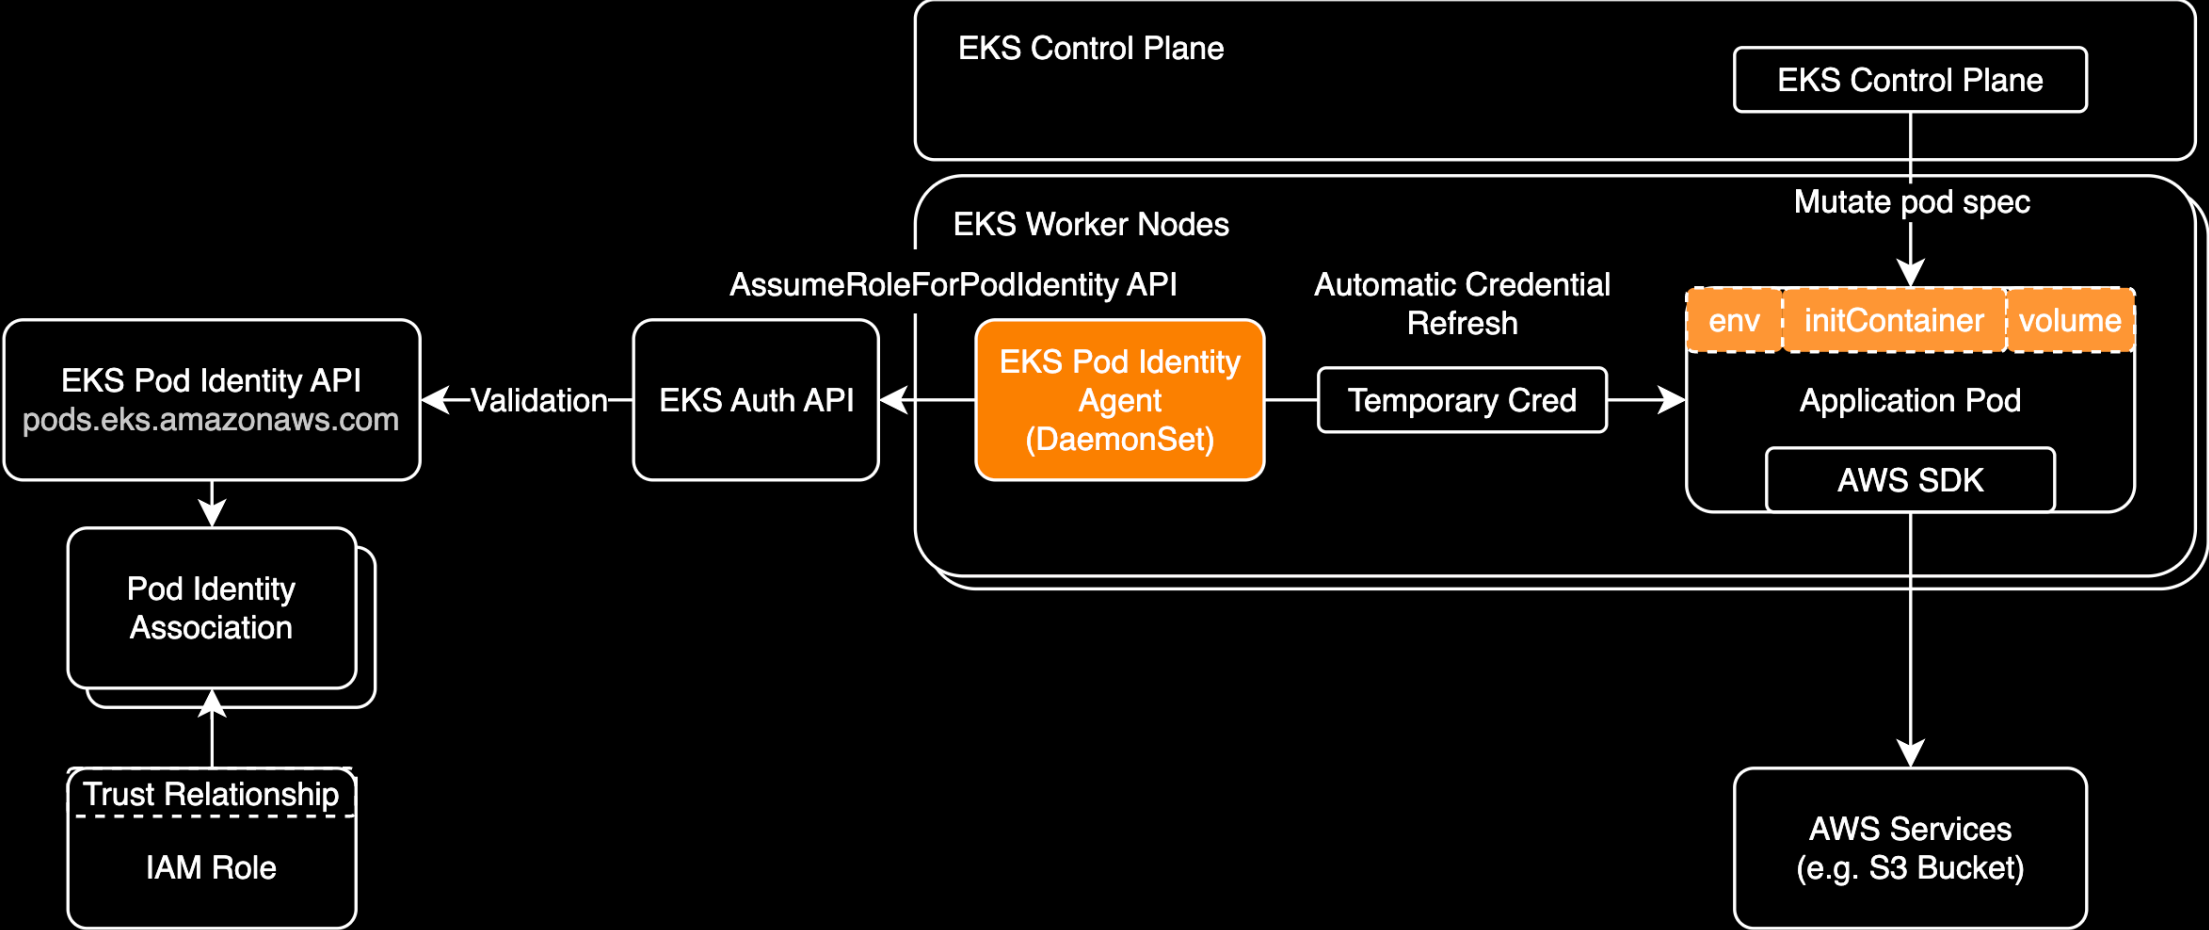 EKS Control Plane
EKS Control Plane
Mutate pod spec
EKS Worker Nodes
AssumeRoleForPodIdentity API
Automatic Credential
Refresh
env
initContainer
volume
EKS Pod Identity API
pods.eks.amazonaws.com
Validation
EKS Auth API
EKS Pod Identity
Agent
(DaemonSet)
Temporary Cred
Application Pod
AWS SDK
Pod Identity
Association
Trust Relationship
IAM Role
AWS Services
(e.g. S3 Bucket)